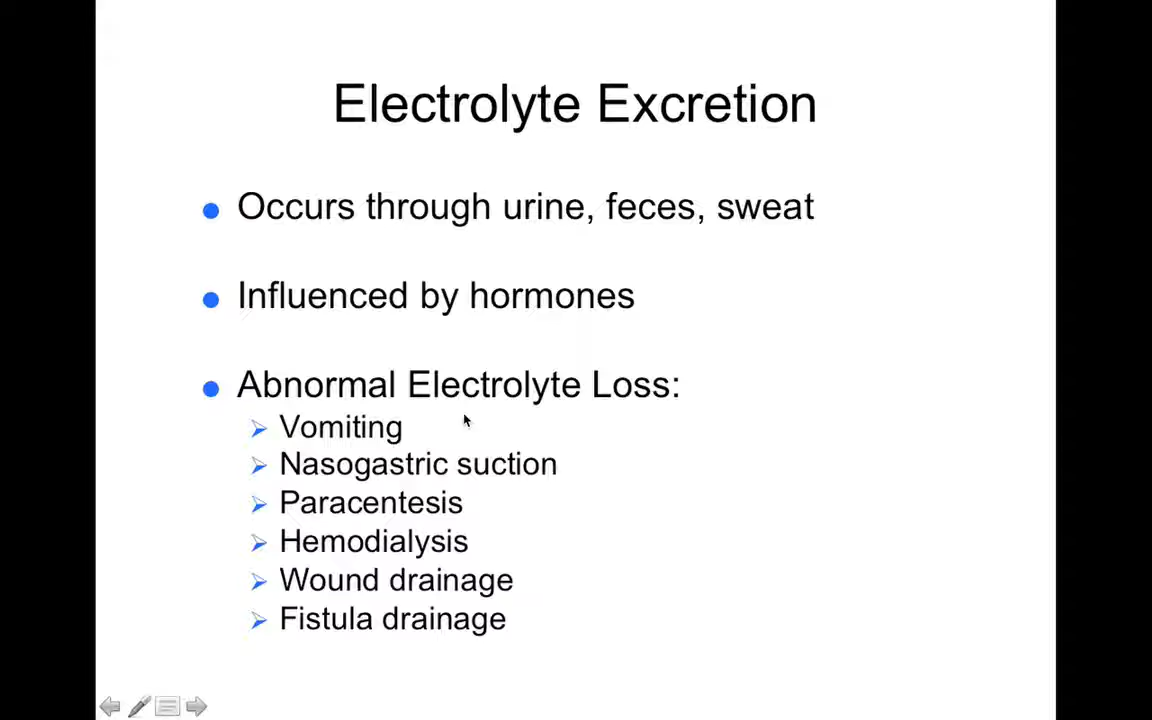 Electrolyte Excretion
Occurs through urine, feces, sweat
Influenced by hormones
Abnormal Electrolyte Loss:
Vomiting
Nasogastric suction
Paracentesis
Hemodialysis
Wound drainage
Fistula drainage